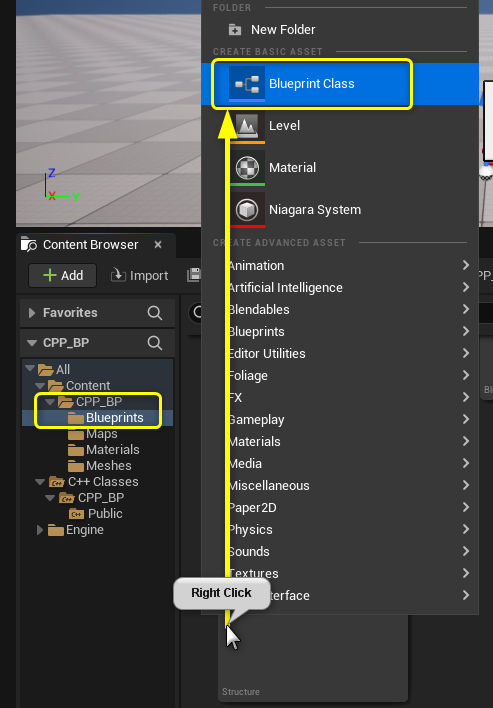 FOLDER
New Folder
CREATE BASIC ASSET
Blueprint Class
Level
Material
Niagara System
CREATE ADVANCED ASSET
Animation
Artificial Intelligence
Blendables
Blueprints
Editor Utilities
Foliage
FX
Gameplay
Materials
Media
Miscellaneous
Paper2D
Physics
Sounds
Textures
Z
X
Y
Content Browser
Add
Import
Favorites
CPP_BP
All
Content
CPP_BP
Blueprints
Maps
Materials
Meshes
C++ Classes
CPP_BP
Public
Engine
Right Click
Structure